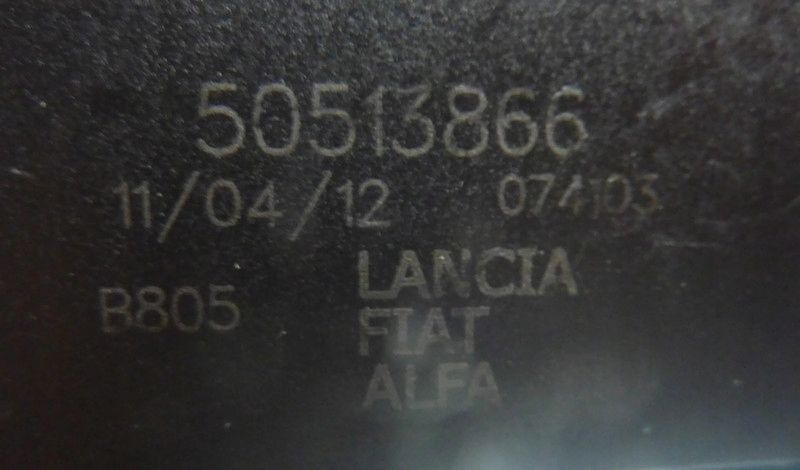 50513866
11/04/12 074103
B805 LANCIA
FIAT
ALFA